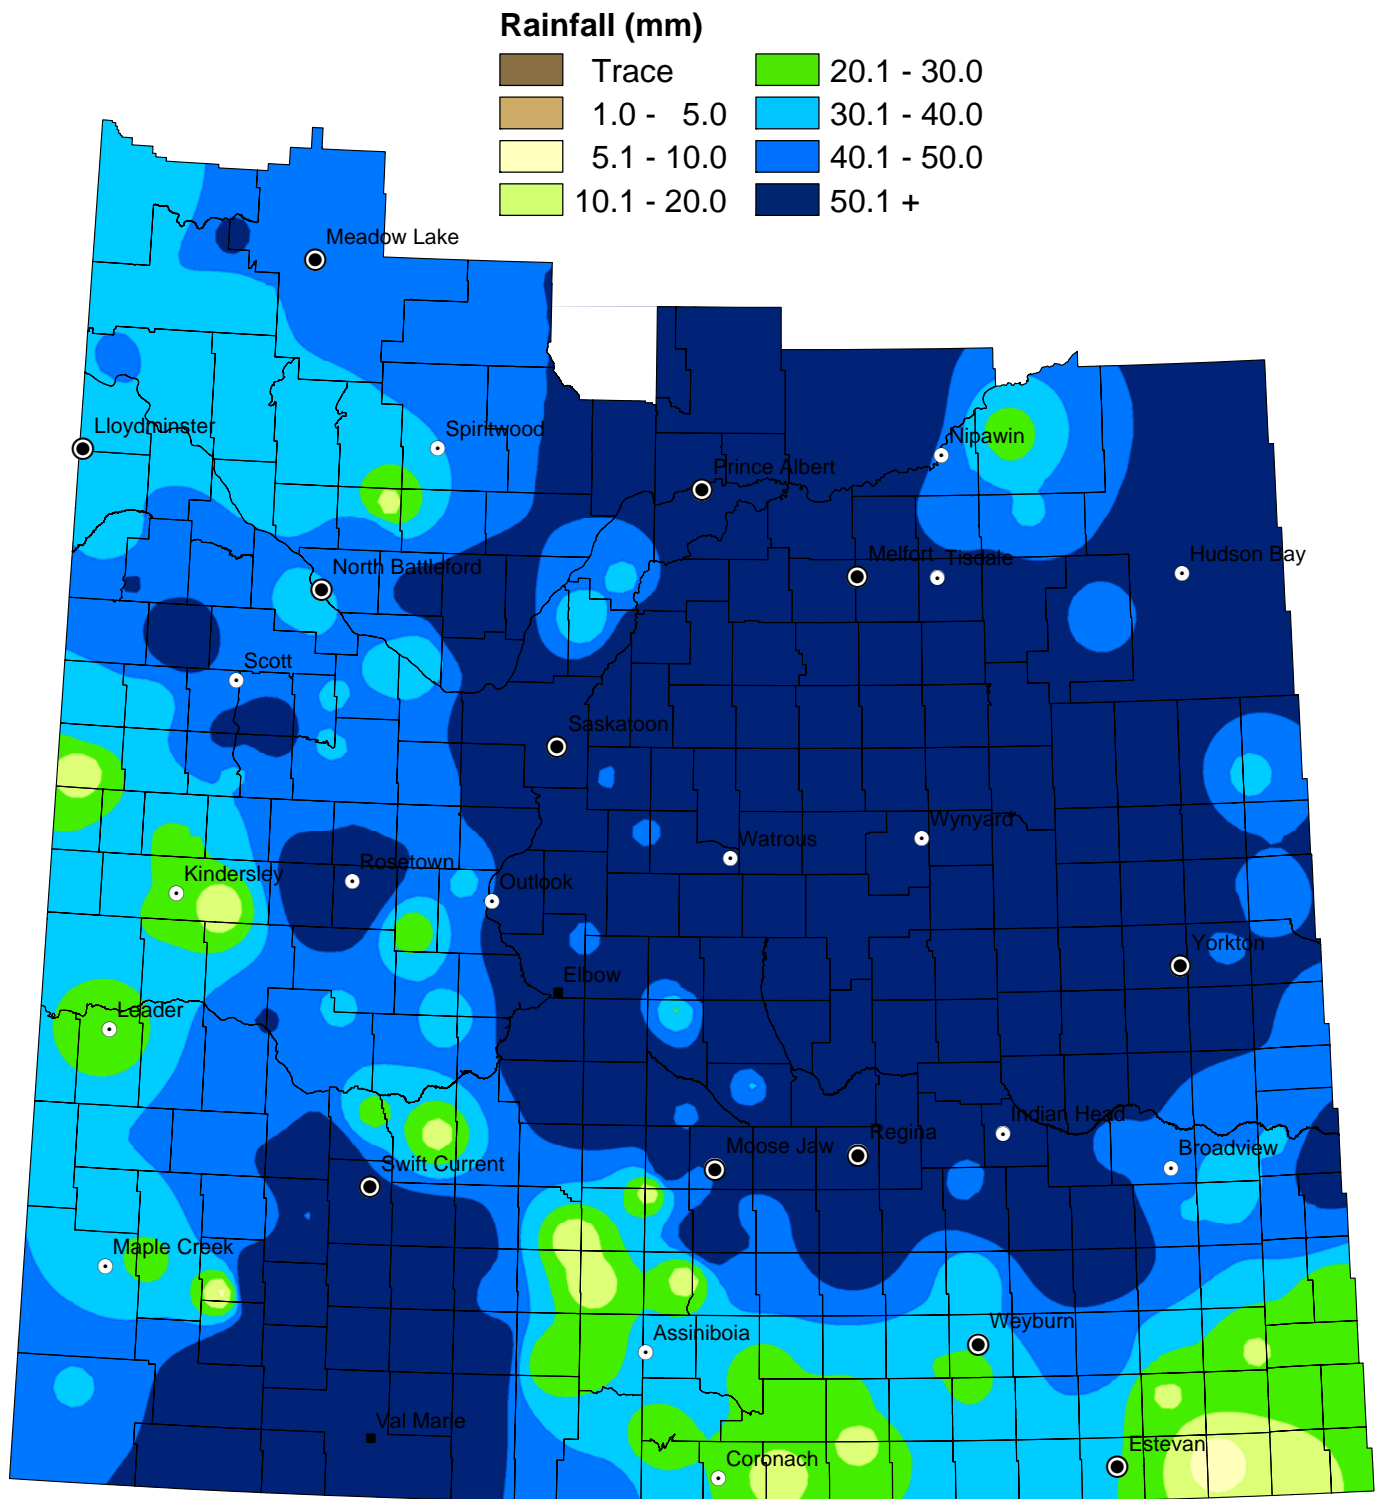 Rainfall (mm)
Trace
20.1 - 30.0
1.0 - 5.0
30.1 - 40.0
5.1 - 10.0
40.1 - 50.0
10.1 - 20.0
50.1 +
Meadow Lake
Lloydminster
Spiritwood
Nipawin
Prince Albert
North Battleford
Melfort
Tisdale
Hudson Bay
Scott
Saskatoon
Watrous
Wynyard
Rosetown
Kindersley
Outlook
Yorkton
Elbow
Leader
Indian Head
Regina
Moose Jaw
Broadview
Swift Current
Maple Creek
Assiniboia
Weyburn
Val Marie
Estevan
Coronach